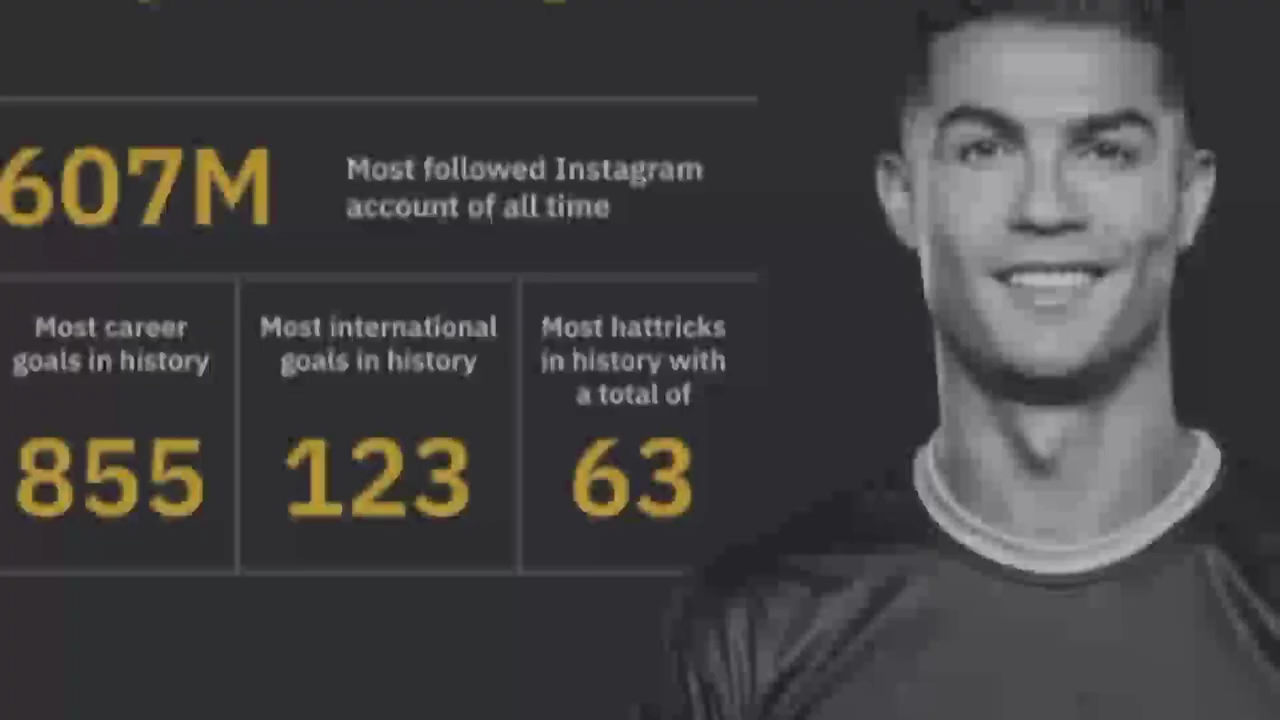 607M
Most followed Instagram
account of all time
Most career
goals in history
855
Most international
goals in history
123
Most hattricks
in history with
a total of
63